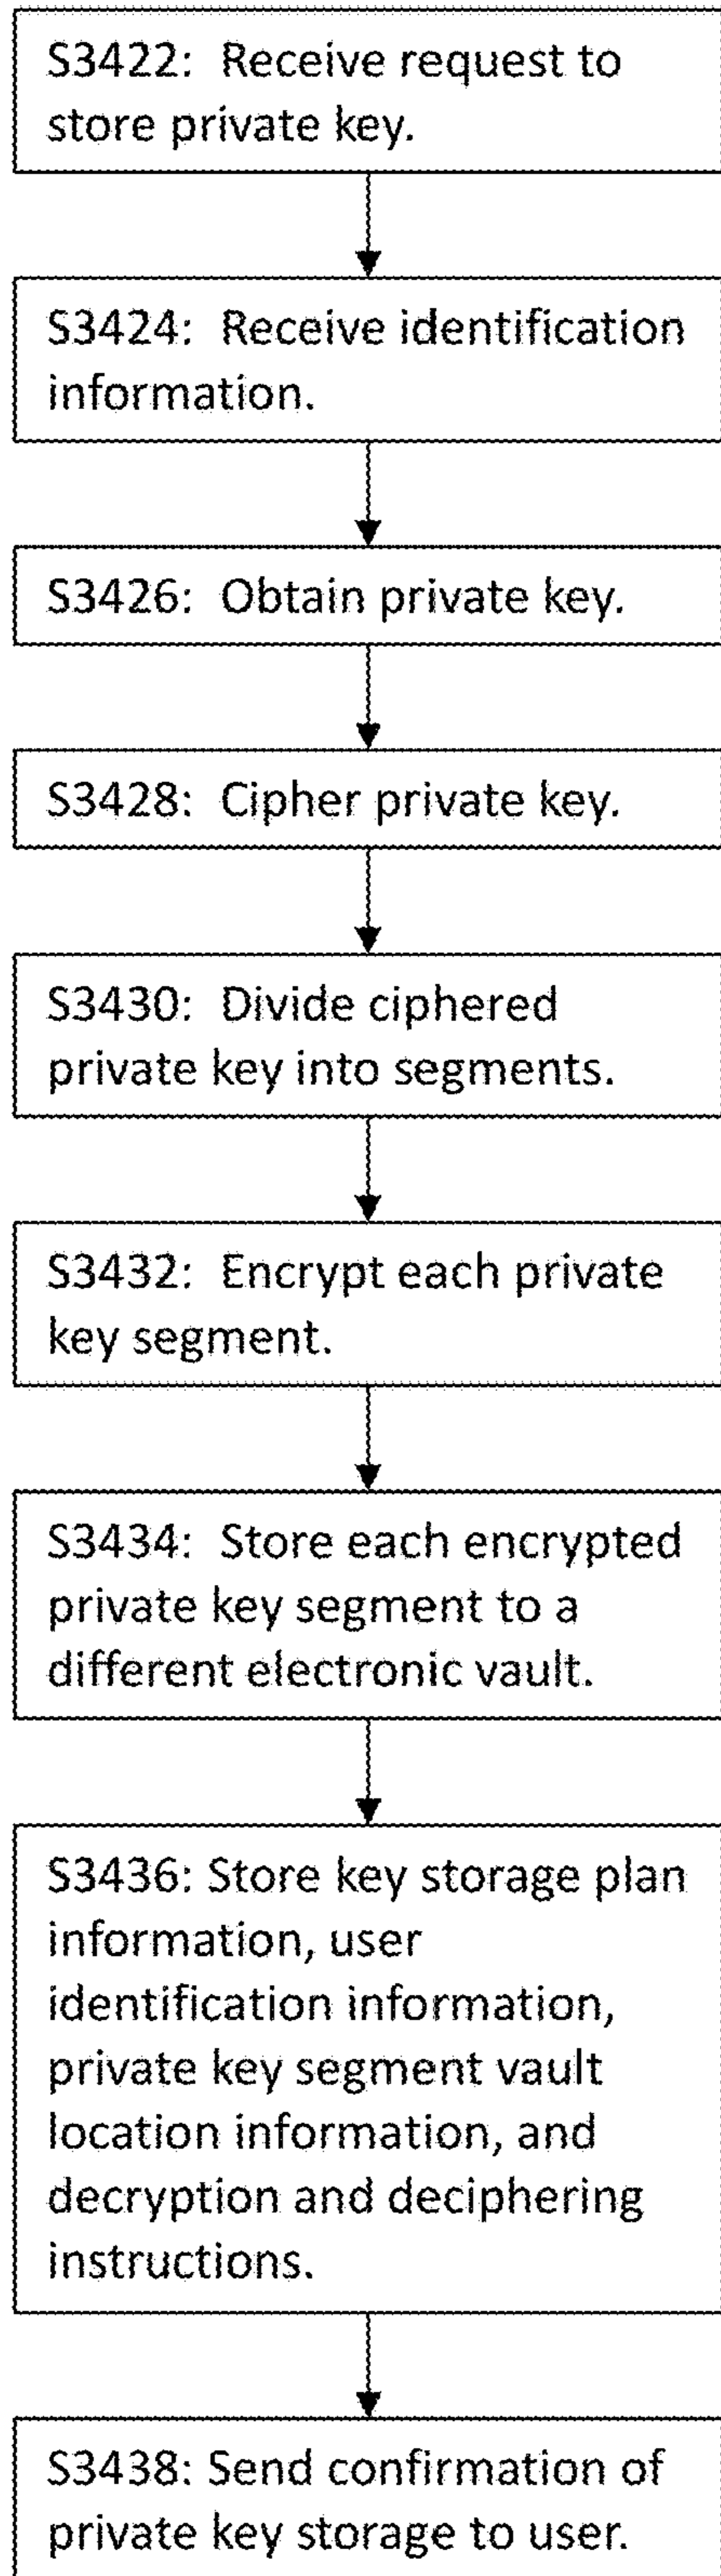 S3422:  Receive request to
store private key.
S3424:  Receive identification
information.
S3426:  Obtain private key.
S3428:  Cipher private key.
S3430:  Divide ciphered
private key into segments.
S3432:  Encrypt each private
key segment.
S3434:  Store each encrypted
private key segment to a
different electronic vault.
S3436: Store key storage plan
information, user
identification information,
private key segment vault
location information, and
decryption and deciphering
instructions.
S3438: Send confirmation of
private key storage to user.